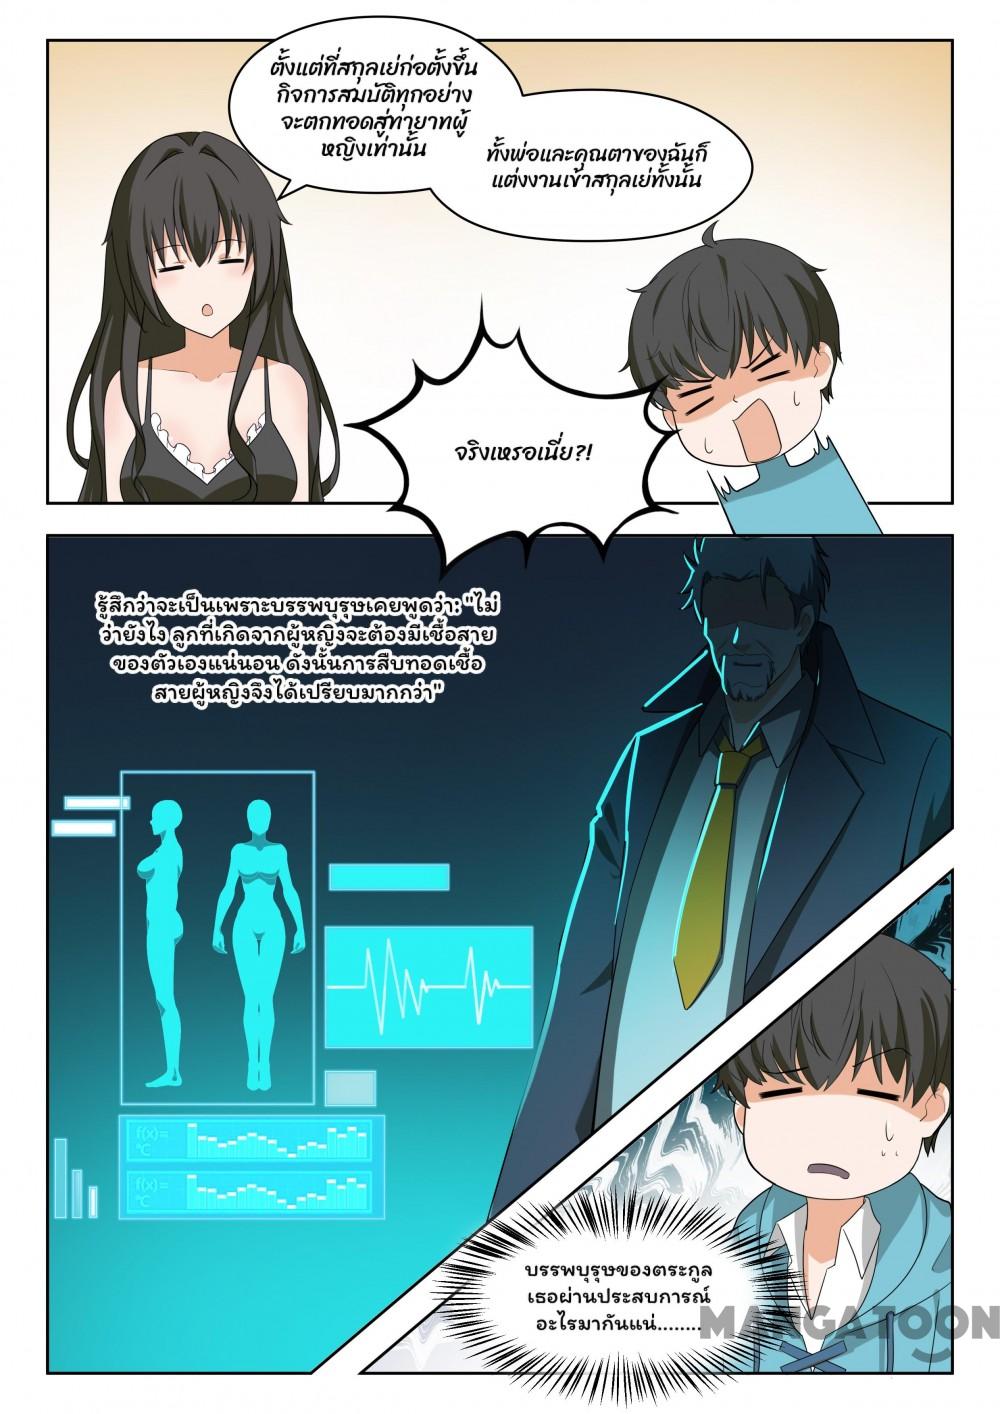 ตั้งแต่ที่สกุลเย่ก่อตั้งขึ้น
กิจการสมบัติทุกอย่าง
จะตกทอดสู่ทายาทผู้
หญิงเท่านั้น
ทั้งพ่อและคุณตาของฉันก็
แต่งงานเข้าสกุลเย่ทั้งนั้น
จริงเหรอเนี่ย?!
รู้สึกว่าจะเป็นเพราะบรรพบุรุษเคยพูดว่า: "ไม่
ว่ายังไง ลูกที่เกิดจากผู้หญิงจะต้องมีเชื้อสาย
ของตัวเองแน่นอน ดังนั้นการสืบทอดเชื้อ
สายผู้หญิงจึงได้เปรียบมากกว่า"
f(x)=
°C
f(x)=
°C
บรรพบุรุษของตระกูล
เธอผ่านประสบการณ์
อะไรมากันแน่........
MANGATOON